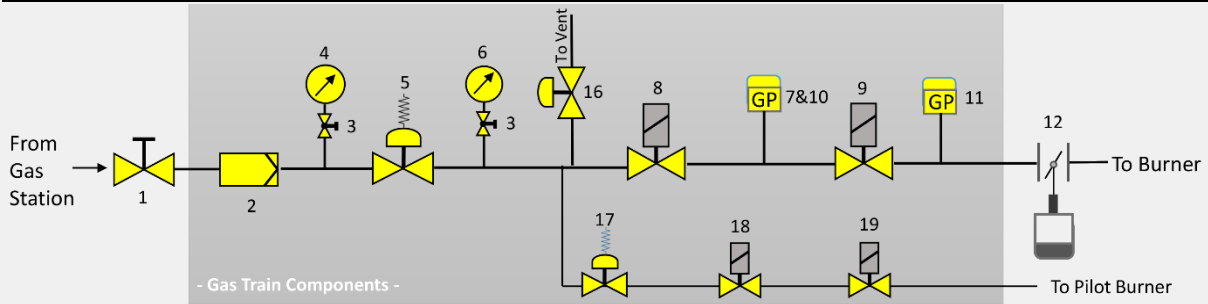 To Vent
4
6
5
8
9
16
GP
7&10
GP
11
12
3
3
From
Gas
Station
To Burner
1
2
17
18
19
- Gas Train Components -
To Pilot Burner